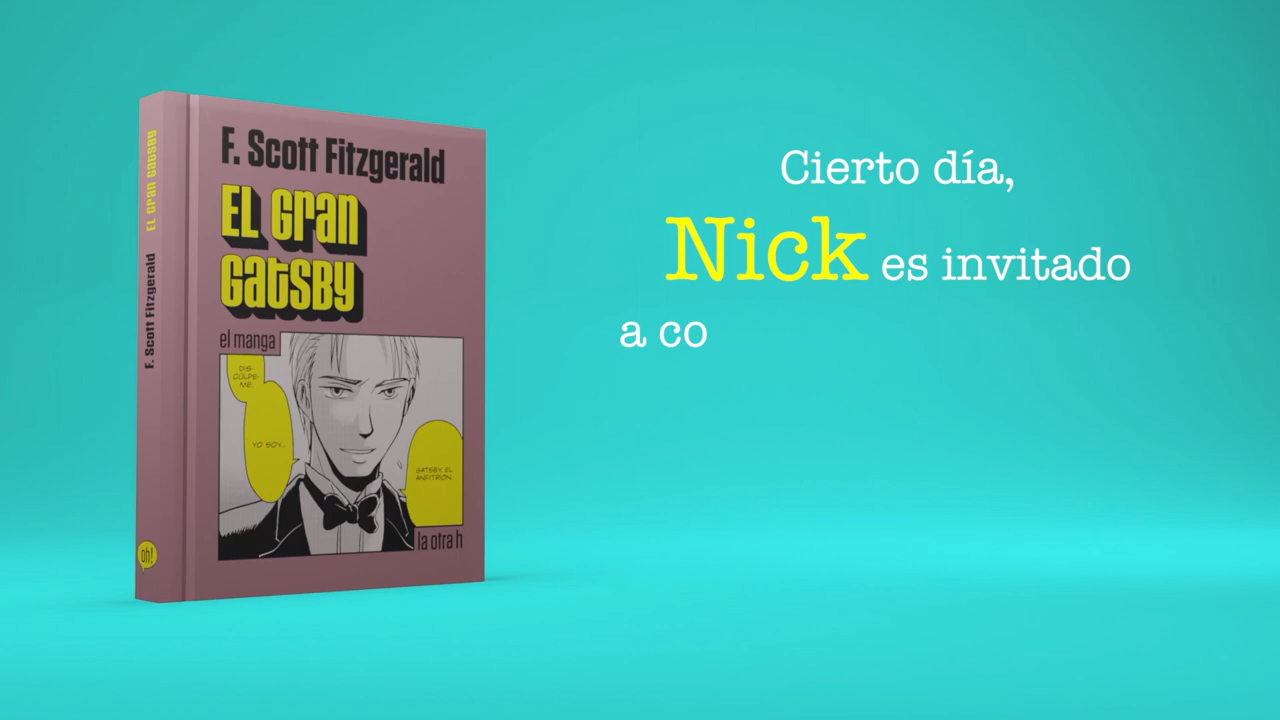 EL GRAN GATSBY
F. Scott Fitzgerald
oh!
F. Scott Fitzgerald
EL GRAN
GATSBY
el manga
DIS-
CÚLPE-
ME.
YO SOY...
GATSBY, EL
ANFITRIÓN.
la otra h
Cierto día,
Nick es invitado
a co